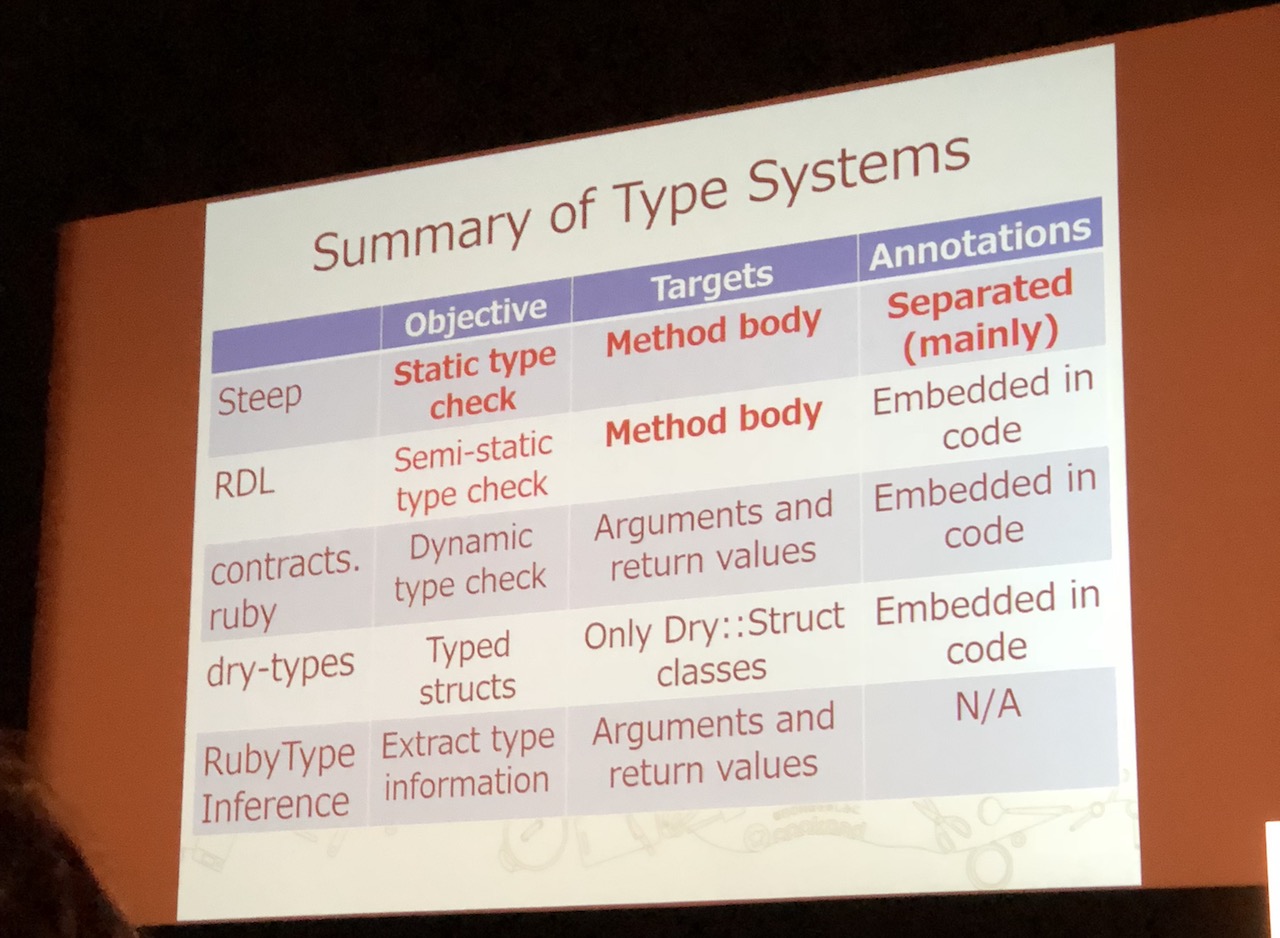 Summary of Type Systems
Objective Targets Annotations
Steep Static type check Method body Separated (mainly)
RDL Semi-static type check Method body Embedded in code
contracts.ruby Dynamic type check Arguments and return values Embedded in code
dry-types Typed structs Only Dry::Struct classes Embedded in code
RubyType Inference Extract type information Arguments and return values N/A